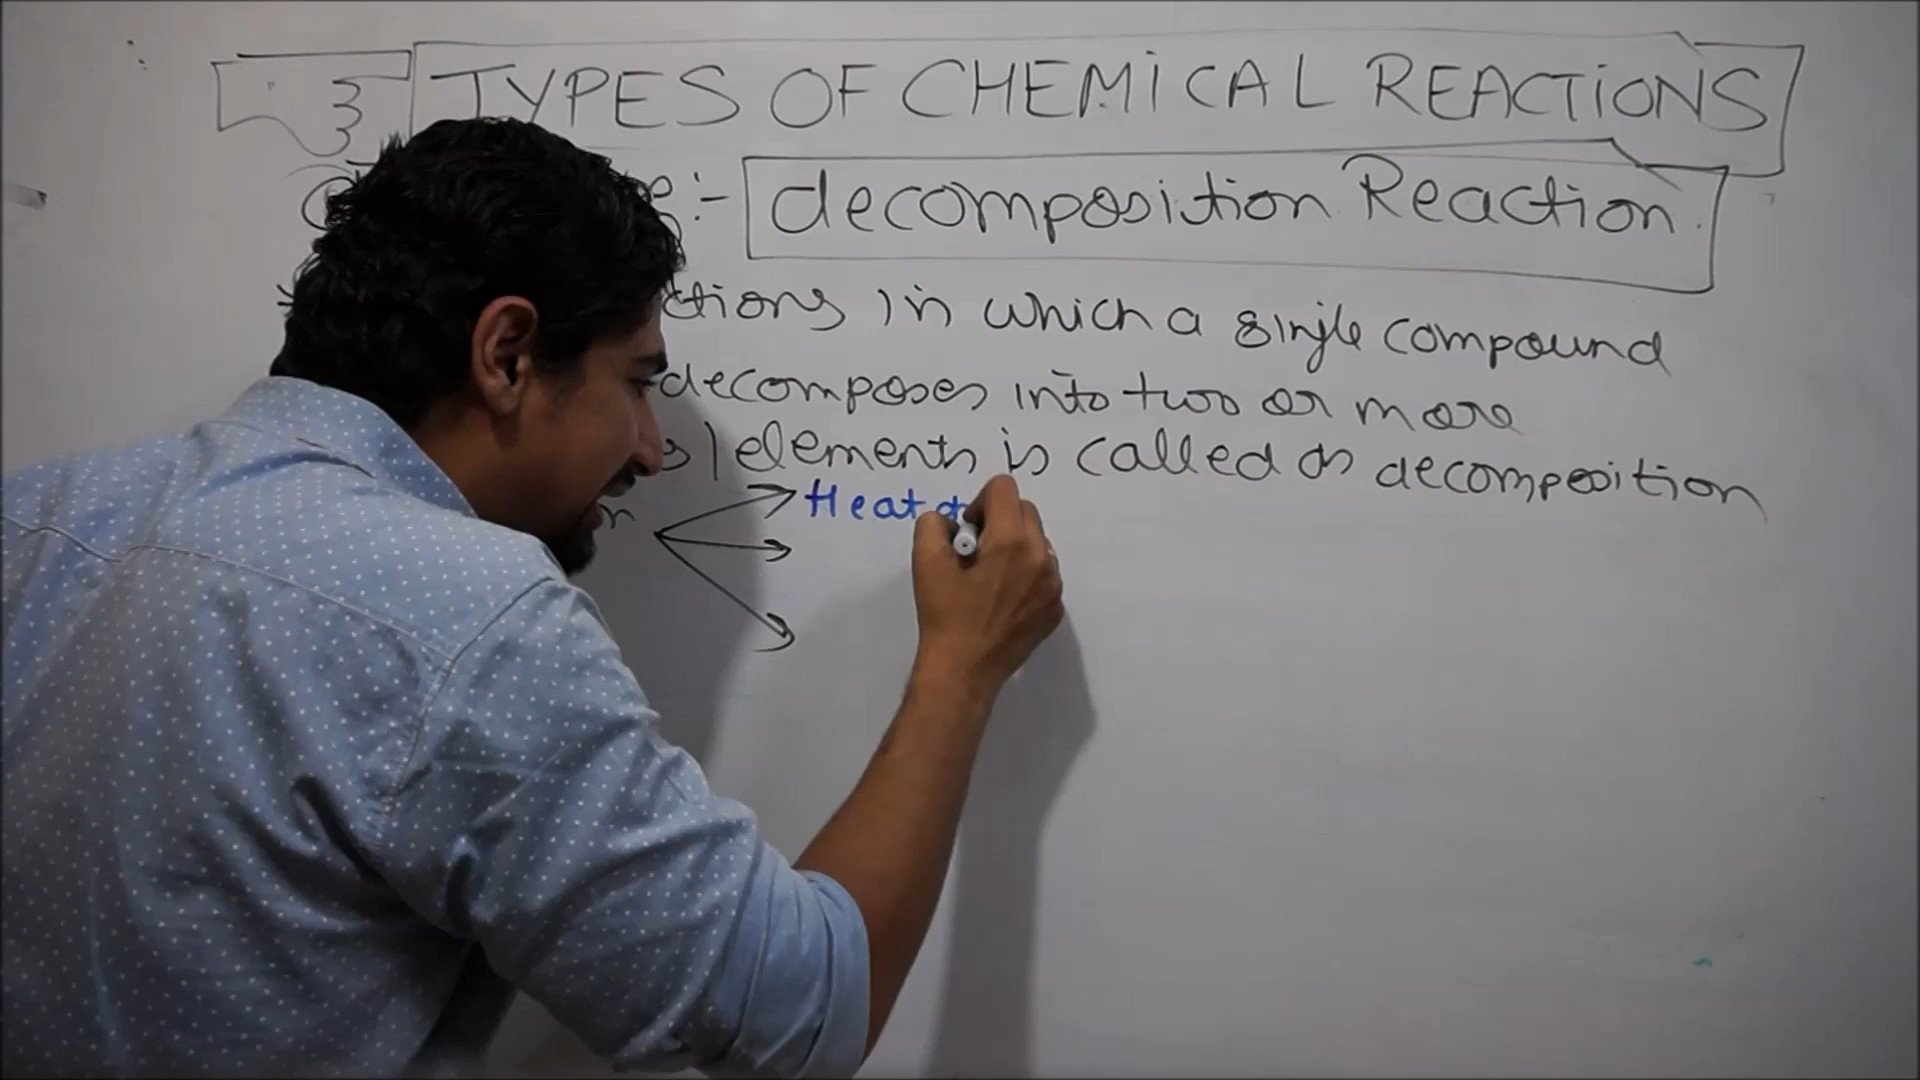 3 TYPES OF CHEMICAL REACTIONS
:- decomposition Reaction.
in which a single compound
decomposes into two or more
elements is called as decomposition
Heat